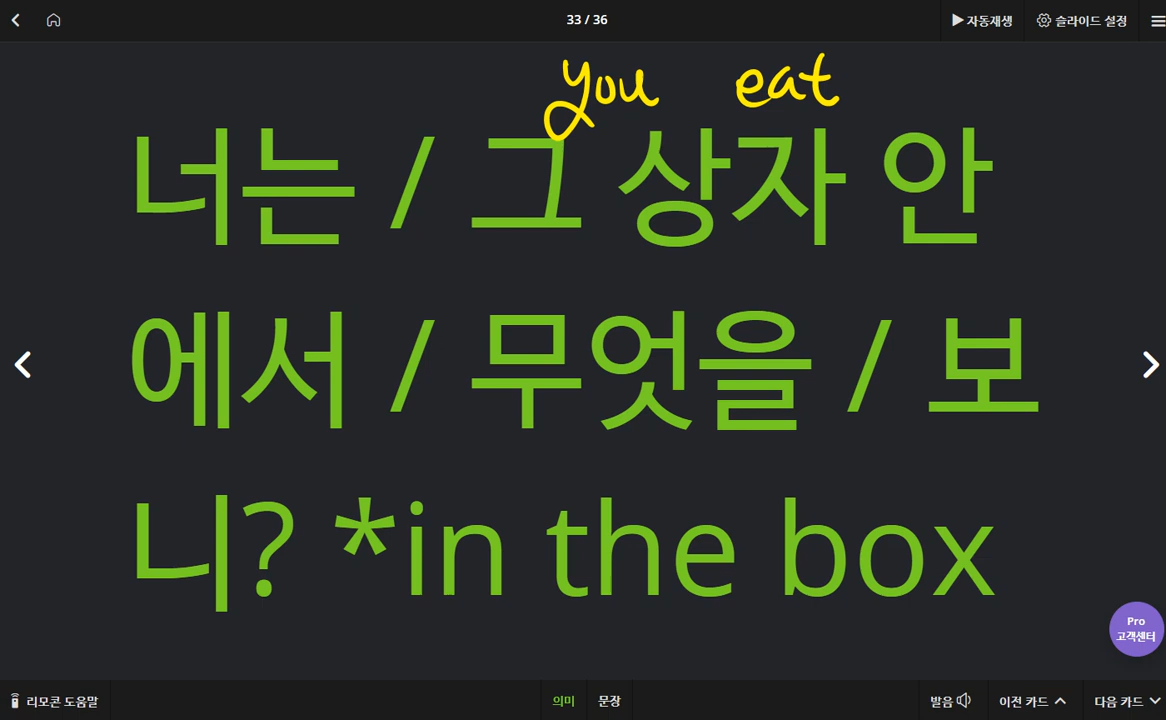 33 / 36
자동재생
슬라이드 설정
you eat
너는 / 그 상자 안
에서 / 무엇을 / 보
니? *in the box
Pro
고객센터
리모콘 도움말
의미
문장
발음
이전 카드
다음 카드